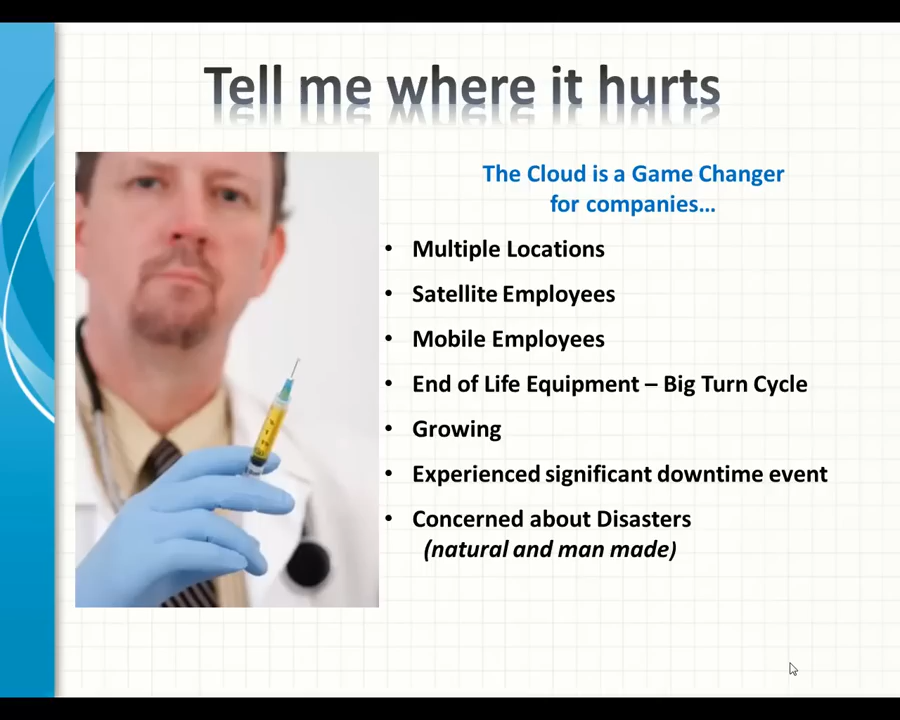 Tell me where it hurts
The Cloud is a Game Changer
for companies...
• Multiple Locations
• Satellite Employees
• Mobile Employees
• End of Life Equipment – Big Turn Cycle
• Growing
• Experienced significant downtime event
• Concerned about Disasters
(natural and man made)